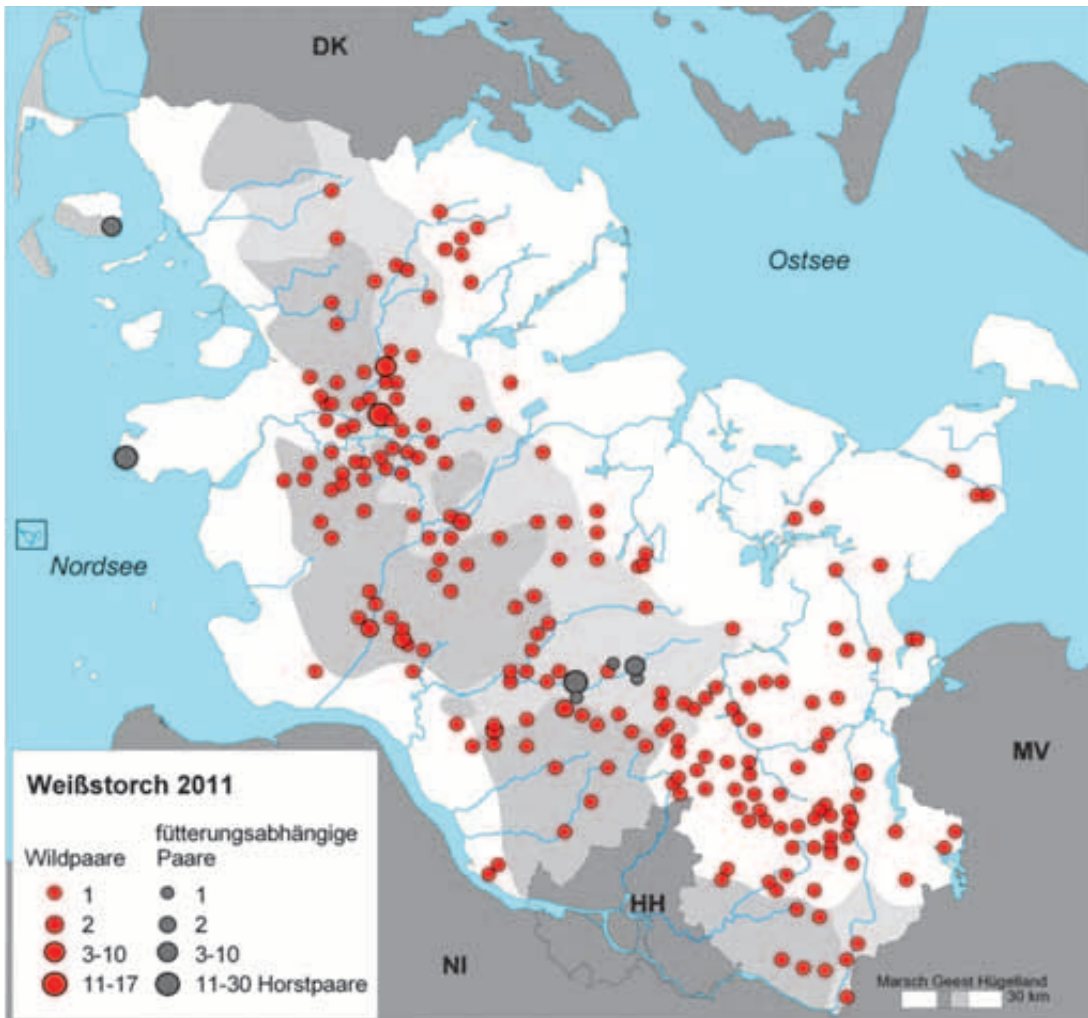 DK
Ostsee
Nordsee
MV
Weißstorch 2011
Wildpaare
fütterungsabhängige
Paare
1
1
2
2
3-10
3-10
11-17
11-30 Horstpaare
HH
NI
Marsch Geest Hügelland
30 km